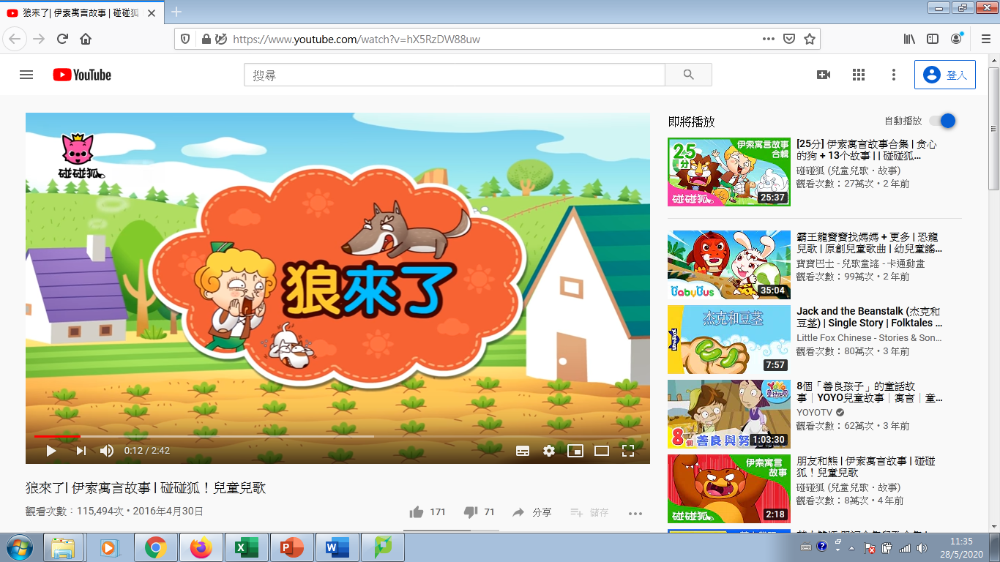 狼來了| 伊索寓言故事 | 碰碰狐
https://www.youtube.com/watch?v=hX5RzDW88uw
YouTube
搜尋
登入
碰碰狐
狼來了
0:12 / 2:42
狼來了| 伊索寓言故事 | 碰碰狐！兒童兒歌
觀看次數：115,494次 • 2016年4月30日
171
71
分享
儲存
即將播放
自動播放
25分
伊索寓言故事
合輯
碰碰狐
25:37
[25分] 伊索寓言故事合集 | 贪心
的狗 + 13个故事 | | 碰碰狐...
碰碰狐 (兒童兒歌・故事)
觀看次數：27萬次 • 2 年前
BabyBus
35:04
霸王龍寶寶找媽媽 + 更多 | 恐龍
兒歌 | 原創兒童歌曲 | 幼兒童謠...
寶寶巴士 - 兒歌童謠 - 卡通動畫
觀看次數：99萬次 • 2 年前
杰克和豆茎
7:57
Jack and the Beanstalk (杰克和
豆茎) | Single Story | Folktales ...
Little Fox Chinese - Stories & Son...
觀看次數：80萬次 • 3 年前
YOYO
童話世界
8個
善良與努
1:03:30
8個「善良孩子」的童話故
事｜YOYO兒童故事｜寓言｜童...
YOYOTV
觀看次數：62萬次 • 3 年前
伊索寓言
故事
碰碰狐
2:18
朋友和熊 | 伊索寓言故事 | 碰碰
狐！兒童兒歌
碰碰狐 (兒童兒歌・故事)
觀看次數：8萬次 • 4 年前
11:35
28/5/2020